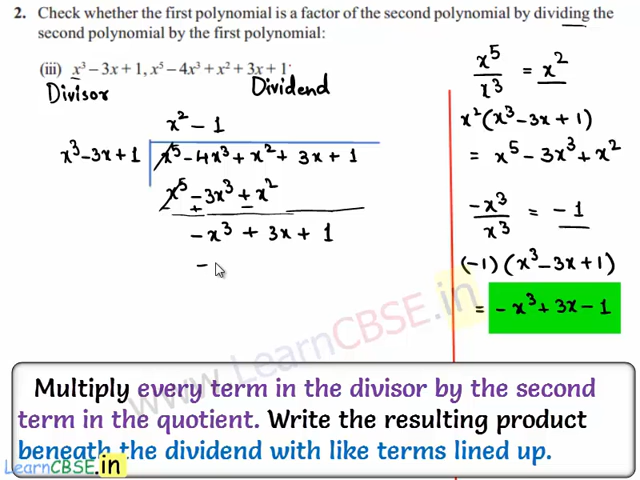 2. Check whether the first polynomial is a factor of the second polynomial by dividing the
second polynomial by the first polynomial:
(iii) x³ – 3x + 1, x⁵ – 4x³ + x² + 3x + 1
Divisor Dividend
x² - 1
x³-3x+1 x⁵ - 4x³ + x² + 3x + 1
x⁵ - 3x³ + x²
+ -
- x³ + 3x + 1
-
x⁵/x³ = x²
x²(x³ - 3x + 1)
= x⁵ - 3x³ + x²
-x³/x³ = -1
(-1)(x³-3x+1)
= -x³ + 3x - 1
www.LearnCBSE.in
Multiply every term in the divisor by the second
term in the quotient. Write the resulting product
beneath the dividend with like terms lined up.
LearnCBSE.in